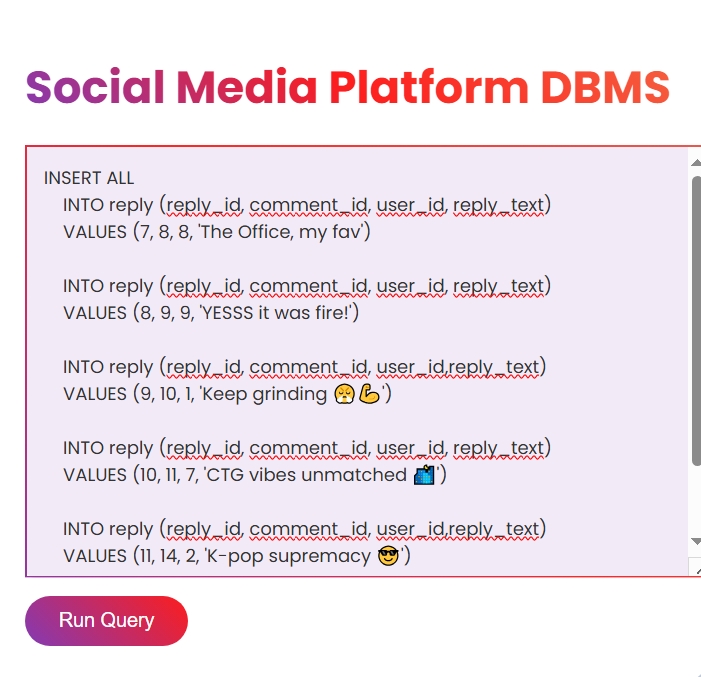 Social Media Platform DBMS
INSERT ALL
INTO reply (reply_id, comment_id, user_id, reply_text)
VALUES (7, 8, 8, 'The Office, my fav')
INTO reply (reply_id, comment_id, user_id, reply_text)
VALUES (8, 9, 9, 'YESSS it was fire!')
INTO reply (reply_id, comment_id, user_id,reply_text)
VALUES (9, 10, 1, 'Keep grinding 😤💪')
INTO reply (reply_id, comment_id, user_id, reply_text)
VALUES (10, 11, 7, 'CTG vibes unmatched 🌊')
INTO reply (reply_id, comment_id, user_id,reply_text)
VALUES (11, 14, 2, 'K-pop supremacy 😎')
Run Query